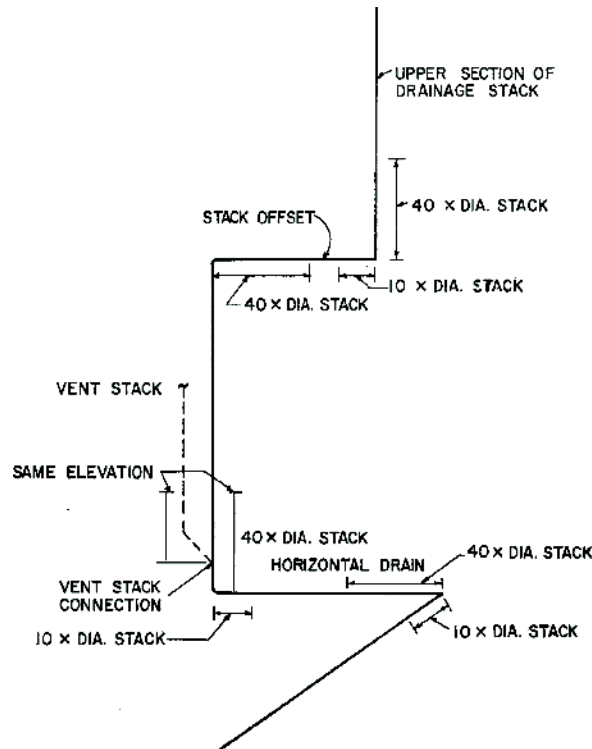 UPPER SECTION OF
DRAINAGE STACK
40 × DIA. STACK
STACK OFFSET
10 × DIA. STACK
40 × DIA. STACK
VENT STACK
SAME ELEVATION
40 × DIA. STACK
40 × DIA. STACK
HORIZONTAL DRAIN
VENT STACK
CONNECTION
10 × DIA. STACK
10 × DIA. STACK